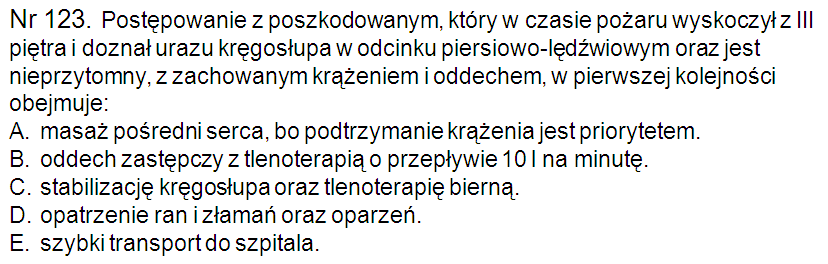 Nr 123. Postępowanie z poszkodowanym, który w czasie pożaru wyskoczył z III
piętra i doznał urazu kręgosłupa w odcinku piersiowo-lędźwiowym oraz jest
nieprzytomny, z zachowanym krążeniem i oddechem, w pierwszej kolejności
obejmuje:
A. masaż pośredni serca, bo podtrzymanie krążenia jest priorytetem.
B. oddech zastępczy z tlenoterapią o przepływie 10 l na minutę.
C. stabilizację kręgosłupa oraz tlenoterapię bierną.
D. opatrzenie ran i złamań oraz oparzeń.
E. szybki transport do szpitala.